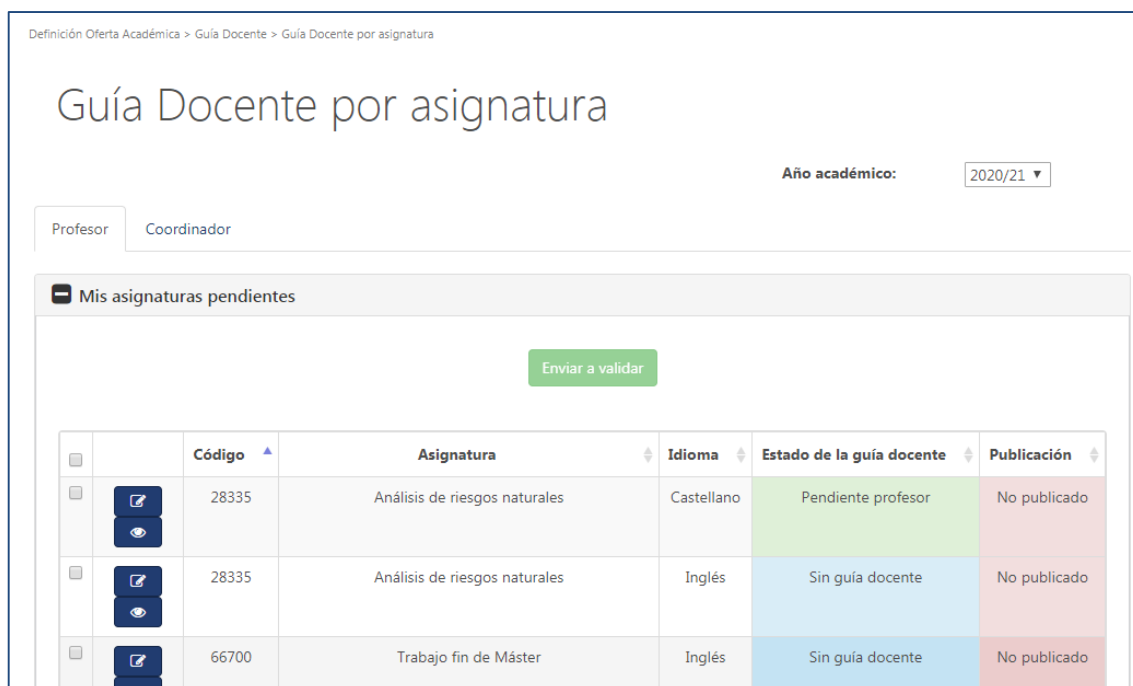 Definición Oferta Académica > Guía Docente > Guía Docente por asignatura
Guía Docente por asignatura
Año académico: 2020/21 ▼
Profesor Coordinador
Mis asignaturas pendientes
Enviar a validar
Código Asignatura Idioma Estado de la guía docente Publicación
28335 Análisis de riesgos naturales Castellano Pendiente profesor No publicado
28335 Análisis de riesgos naturales Inglés Sin guía docente No publicado
66700 Trabajo fin de Máster Inglés Sin guía docente No publicado